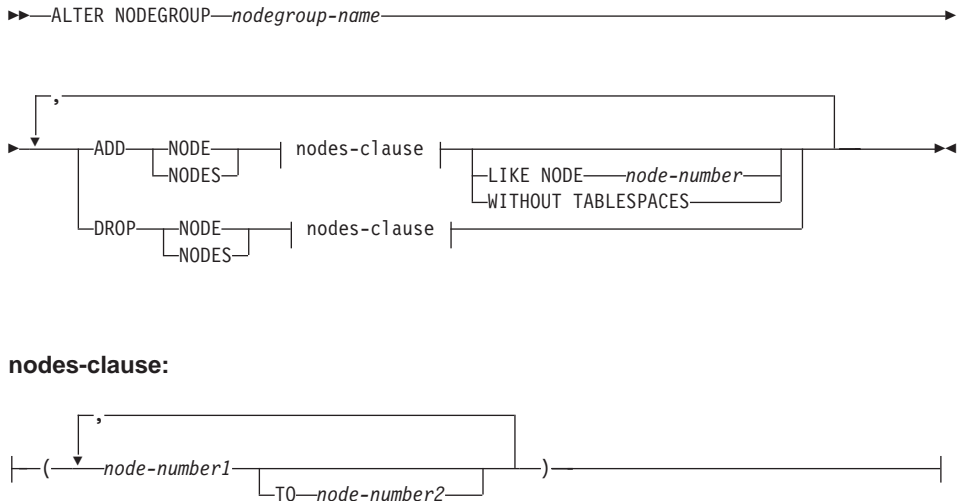 ALTER NODEGROUP nodegroup-name
,
ADD NODE nodes-clause
NODES LIKE NODE node-number
WITHOUT TABLESPACES
DROP NODE nodes-clause
NODES
nodes-clause:
,
( node-number1 )
TO node-number2